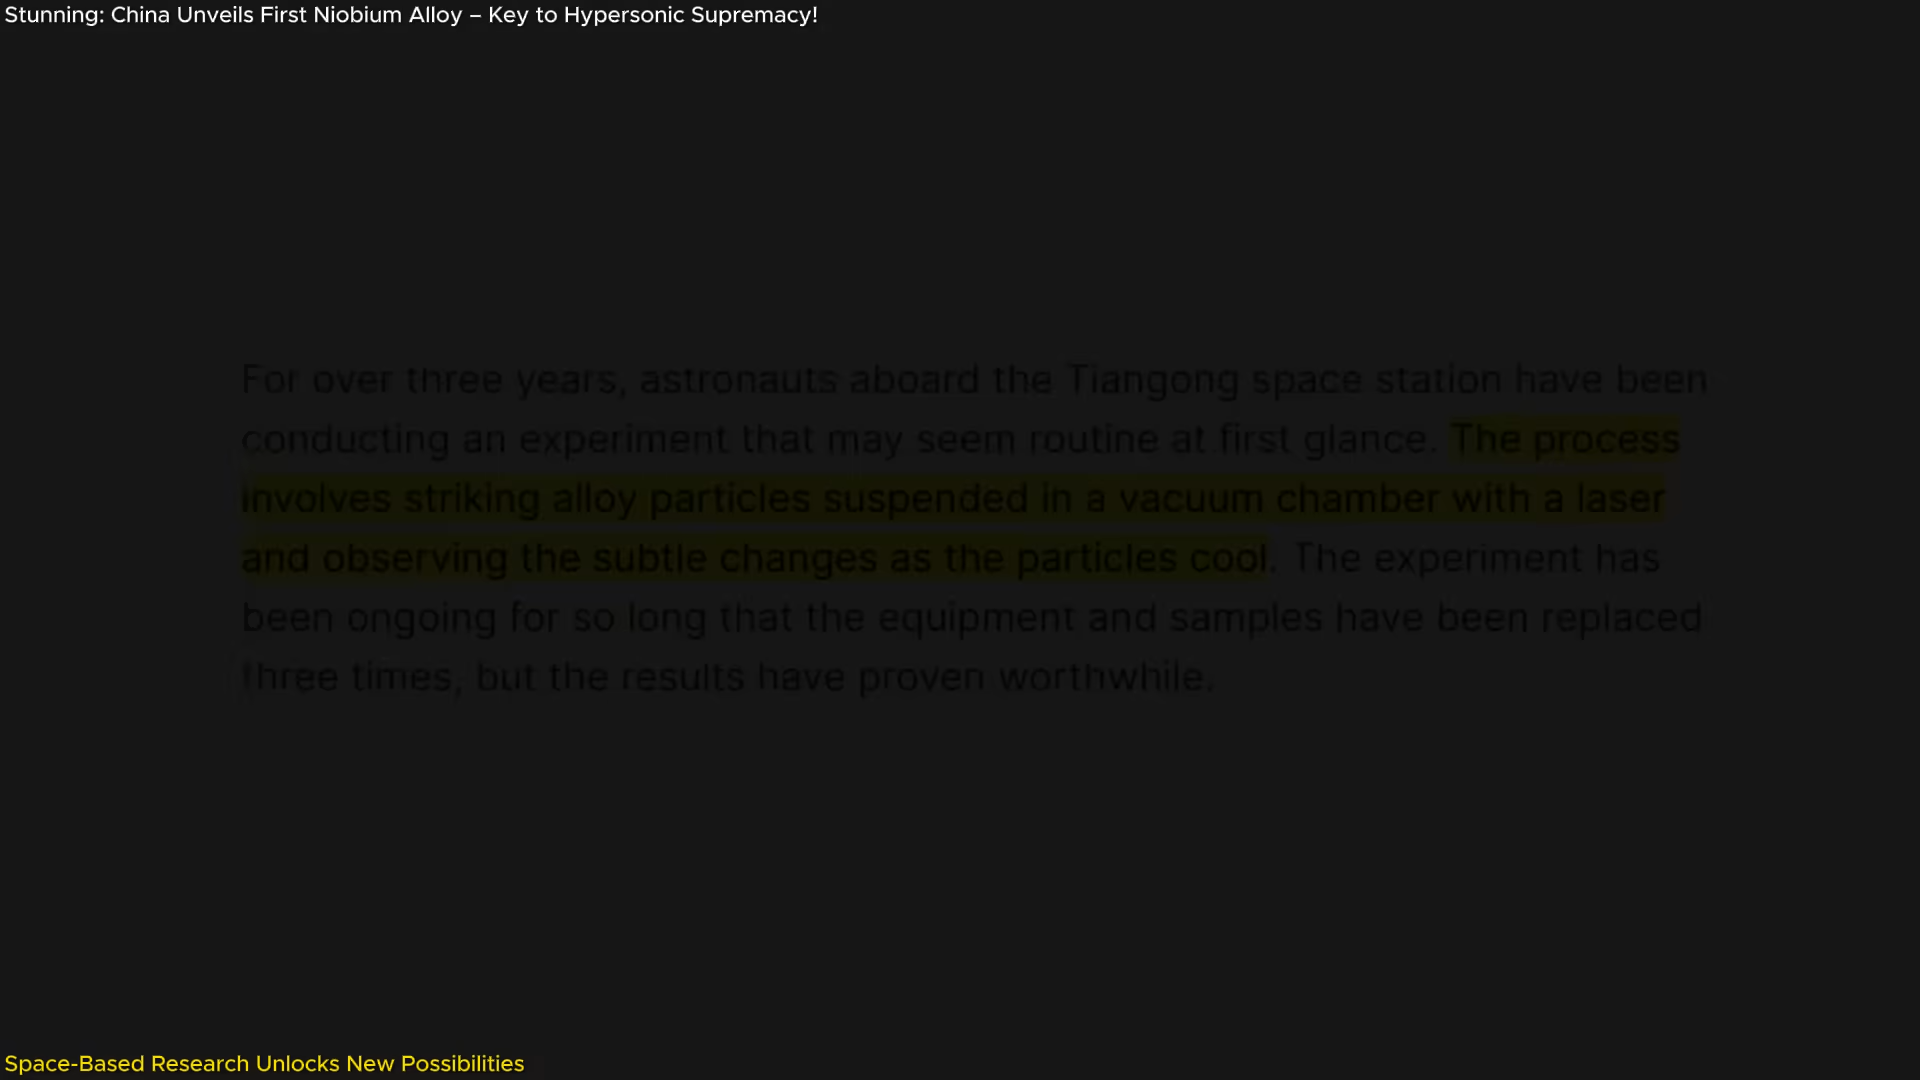 Stunning: China Unveils First Niobium Alloy – Key to Hypersonic Supremacy!
For over three years, astronauts aboard the Tiangong space station have been
conducting an experiment that may seem routine at first glance. The process
involves striking alloy particles suspended in a vacuum chamber with a laser
and observing the subtle changes as the particles cool. The experiment has
been ongoing for so long that the equipment and samples have been replaced
three times, but the results have proven worthwhile.
Space-Based Research Unlocks New Possibilities